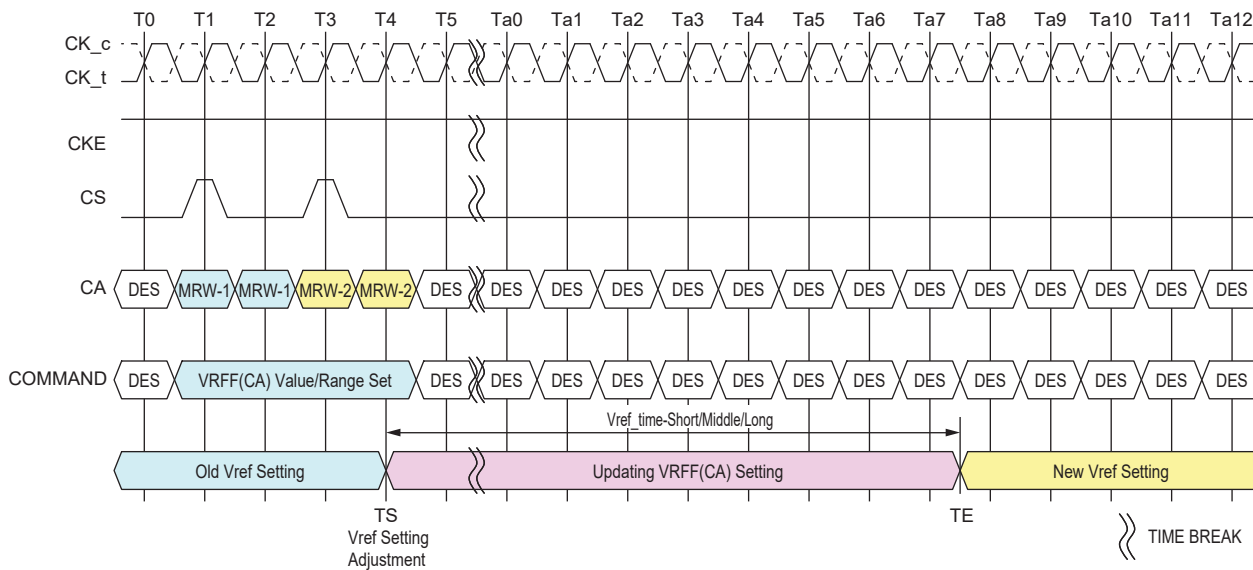 T0 T1 T2 T3 T4 T5 Ta0 Ta1 Ta2 Ta3 Ta4 Ta5 Ta6 Ta7 Ta8 Ta9 Ta10 Ta11 Ta12
CK_c
CK_t
CKE
CS
CA DES MRW-1 MRW-1 MRW-2 MRW-2 DES DES DES DES DES DES DES DES DES DES DES DES DES DES
COMMAND DES VRFF(CA) Value/Range Set DES DES DES DES DES DES DES DES DES DES DES DES DES DES
Vref_time-Short/Middle/Long
Old Vref Setting Updating VRFF(CA) Setting New Vref Setting
TS TE
Vref Setting
Adjustment
TIME BREAK